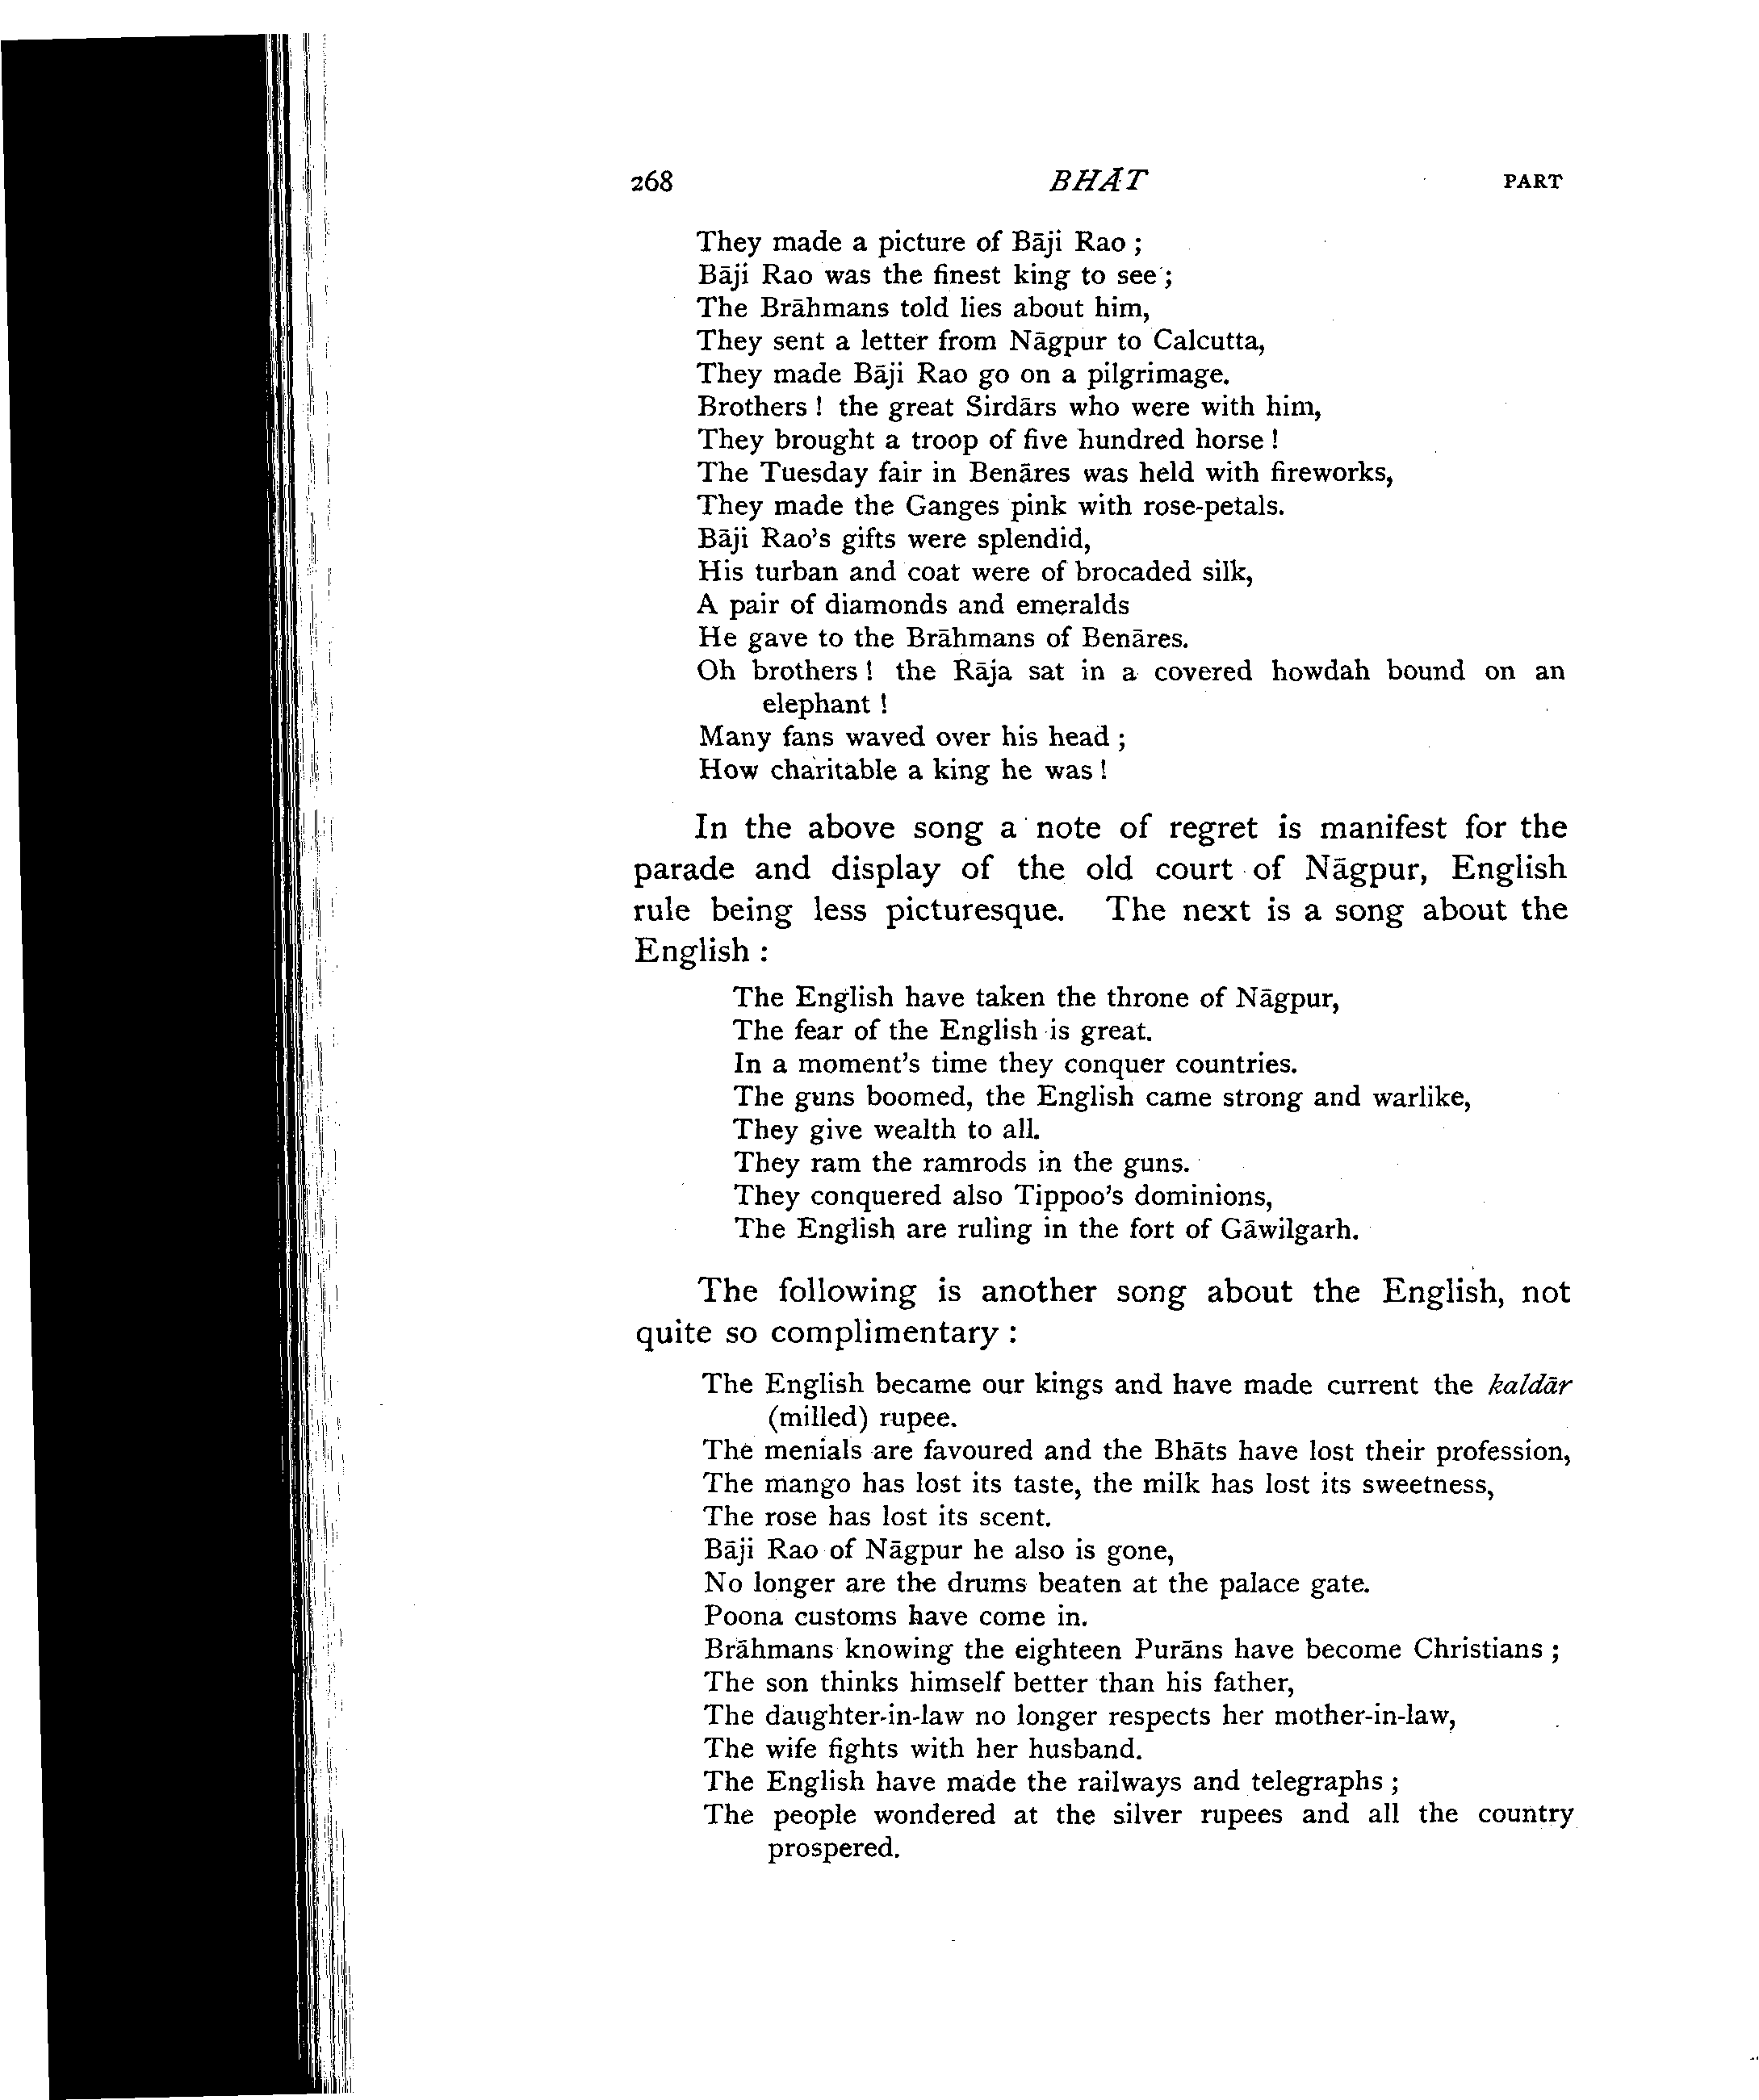 268 BHĀT PART
They made a picture of Bāji Rao ;
Bāji Rao was the finest king to see ;
The Brāhmans told lies about him,
They sent a letter from Nāgpur to Calcutta,
They made Bāji Rao go on a pilgrimage.
Brothers ! the great Sirdārs who were with him,
They brought a troop of five hundred horse !
The Tuesday fair in Benāres was held with fireworks,
They made the Ganges pink with rose-petals.
Bāji Rao's gifts were splendid,
His turban and coat were of brocaded silk,
A pair of diamonds and emeralds
He gave to the Brāhmans of Benāres.
Oh brothers ! the Rāja sat in a covered howdah bound on an
elephant !
Many fans waved over his head ;
How charitable a king he was !
In the above song a note of regret is manifest for the
parade and display of the old court of Nāgpur, English
rule being less picturesque. The next is a song about the
English :
The English have taken the throne of Nāgpur,
The fear of the English is great.
In a moment's time they conquer countries.
The guns boomed, the English came strong and warlike,
They give wealth to all.
They ram the ramrods in the guns.
They conquered also Tippoo's dominions,
The English are ruling in the fort of Gāwilgarh.
The following is another song about the English, not
quite so complimentary :
The English became our kings and have made current the kaldār
(milled) rupee.
The menials are favoured and the Bhāts have lost their profession,
The mango has lost its taste, the milk has lost its sweetness,
The rose has lost its scent.
Bāji Rao of Nāgpur he also is gone,
No longer are the drums beaten at the palace gate.
Poona customs have come in.
Brāhmans knowing the eighteen Purāns have become Christians ;
The son thinks himself better than his father,
The daughter-in-law no longer respects her mother-in-law,
The wife fights with her husband.
The English have made the railways and telegraphs ;
The people wondered at the silver rupees and all the country
prospered.